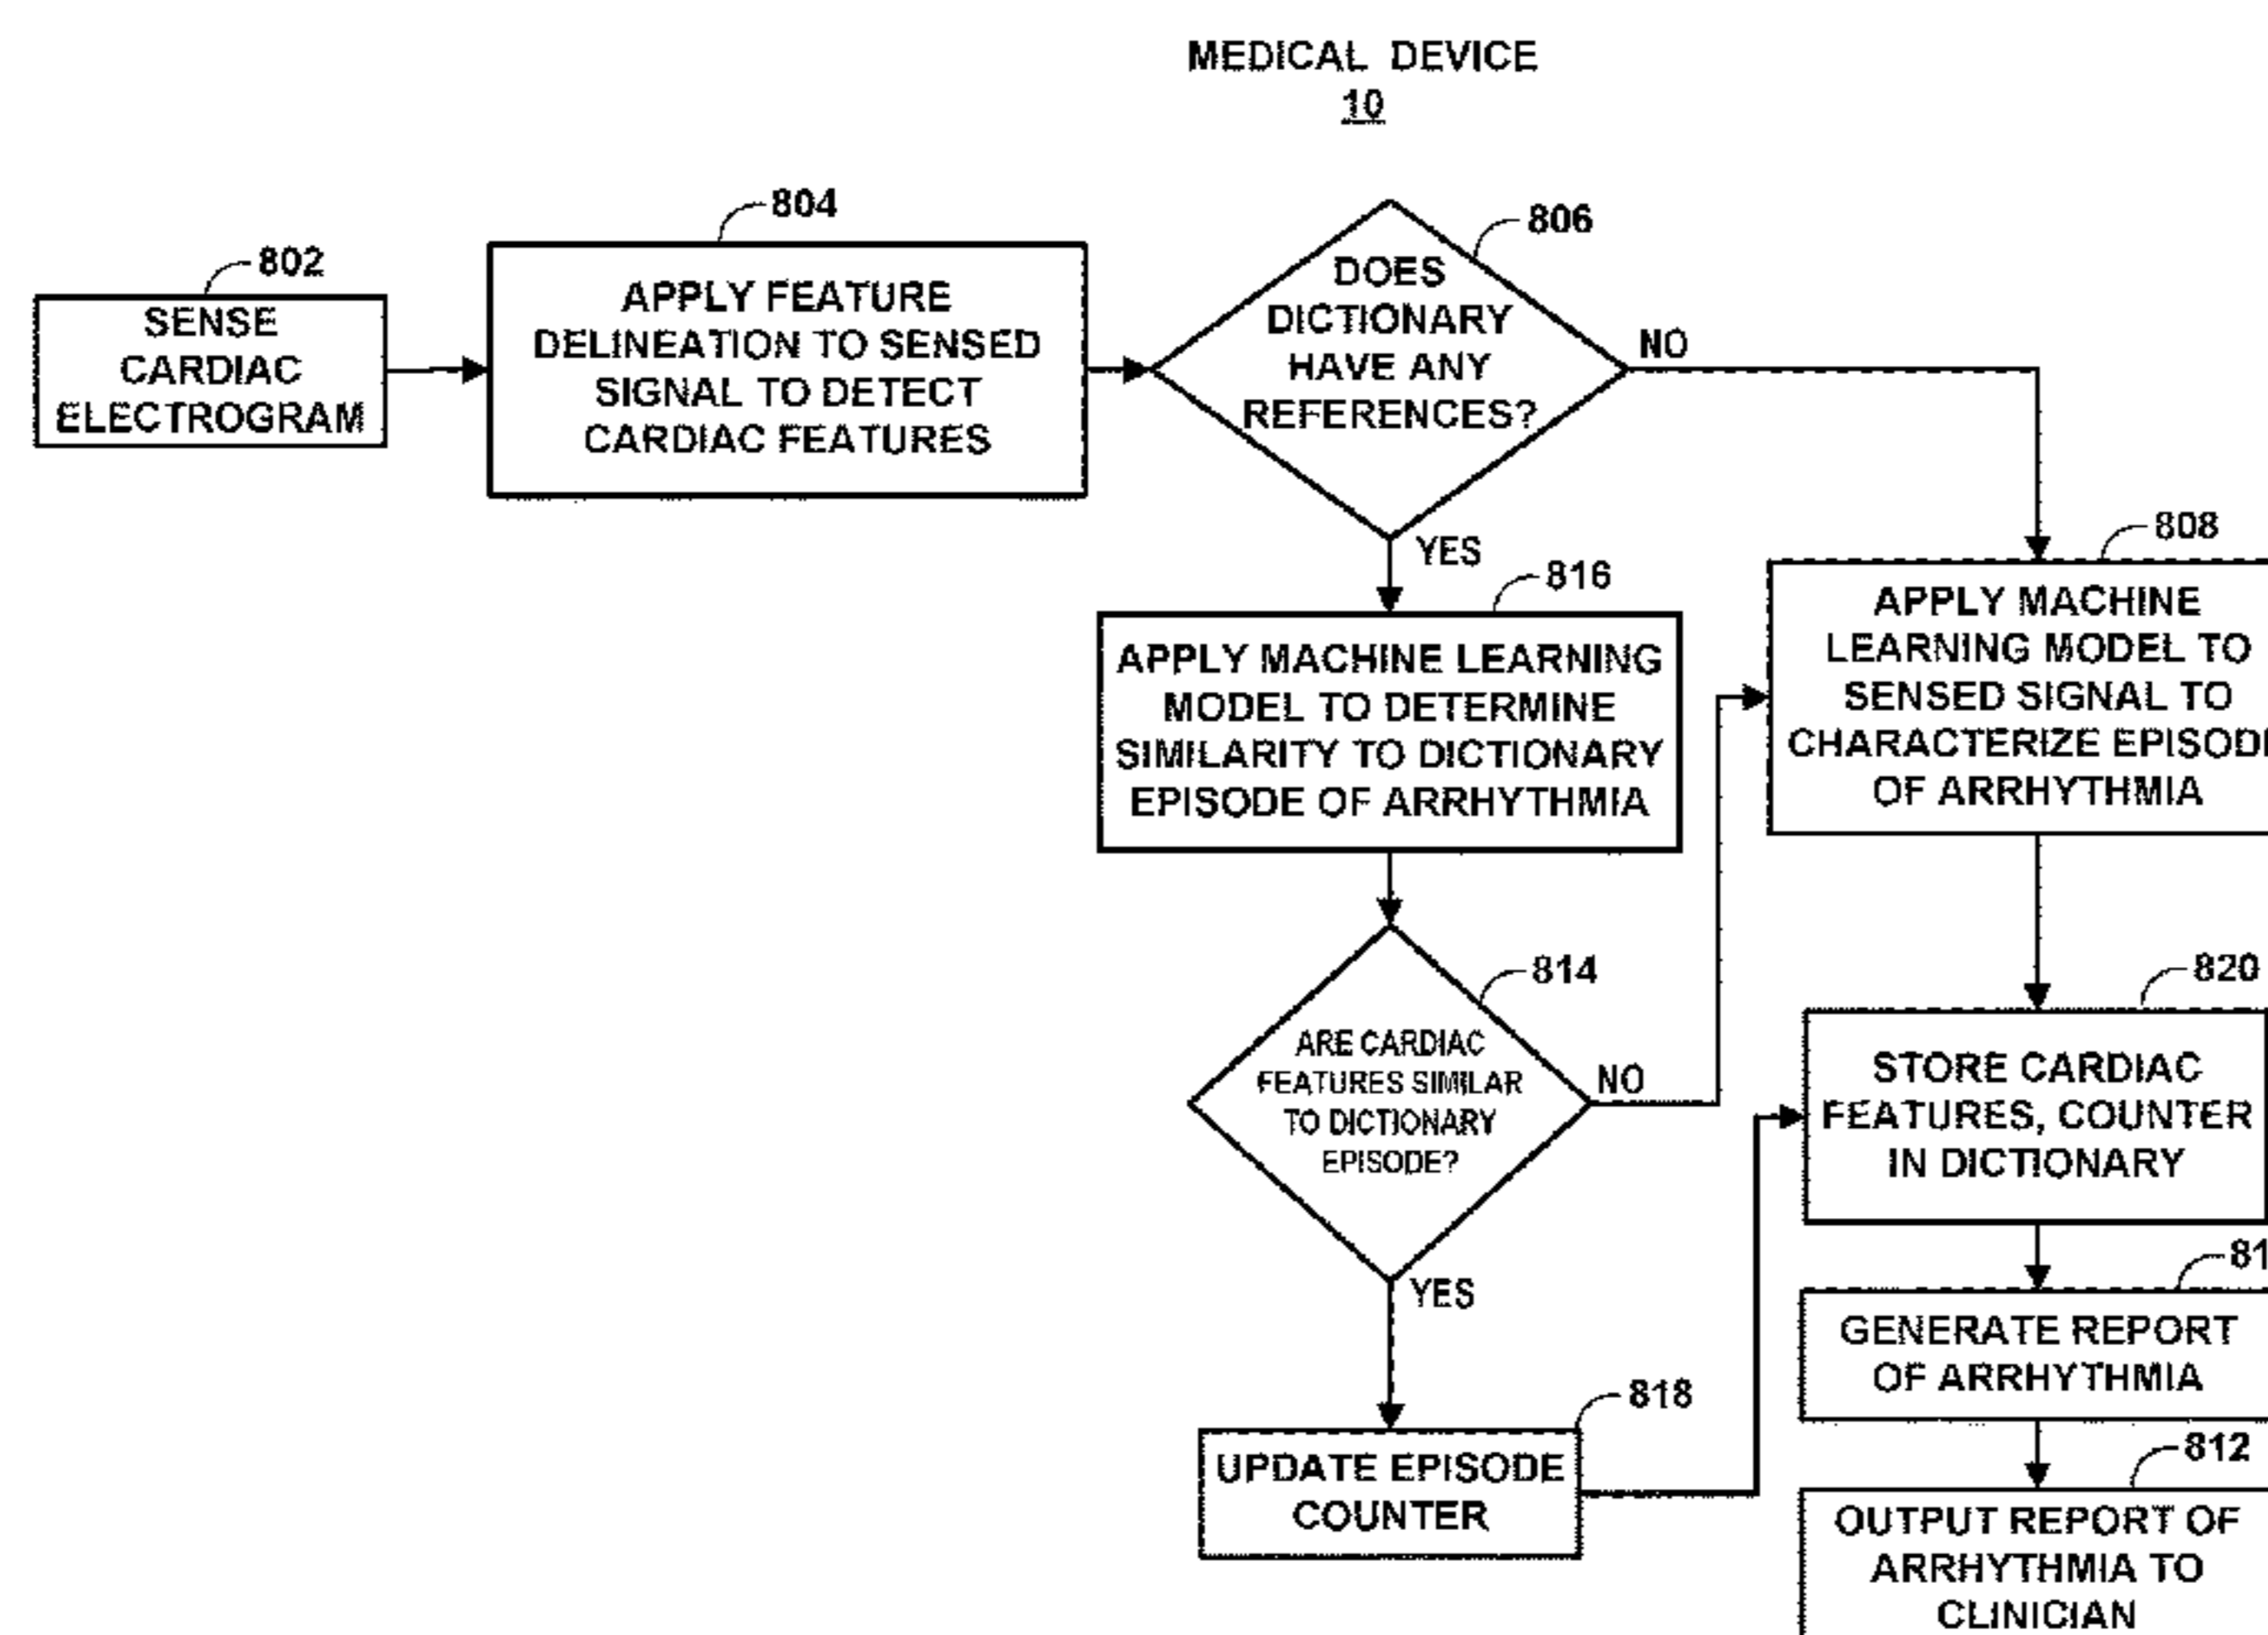 MEDICAL DEVICE
10
802
SENSE
CARDIAC
ELECTROGRAM
804
APPLY FEATURE
DELINEATION TO SENSED
SIGNAL TO DETECT
CARDIAC FEATURES
806
DOES
DICTIONARY
HAVE ANY
REFERENCES?
NO
YES
816
APPLY MACHINE LEARNING
MODEL TO DETERMINE
SIMILARITY TO DICTIONARY
EPISODE OF ARRHYTHMIA
808
APPLY MACHINE
LEARNING MODEL TO
SENSED SIGNAL TO
CHARACTERIZE EPISODE
OF ARRHYTHMIA
814
ARE CARDIAC
FEATURES SIMILAR
TO DICTIONARY
EPISODE?
NO
YES
820
STORE CARDIAC
FEATURES, COUNTER
IN DICTIONARY
GENERATE REPORT
OF ARRHYTHMIA
818
UPDATE EPISODE
COUNTER
812
OUTPUT REPORT OF
ARRHYTHMIA TO
CLINICIAN